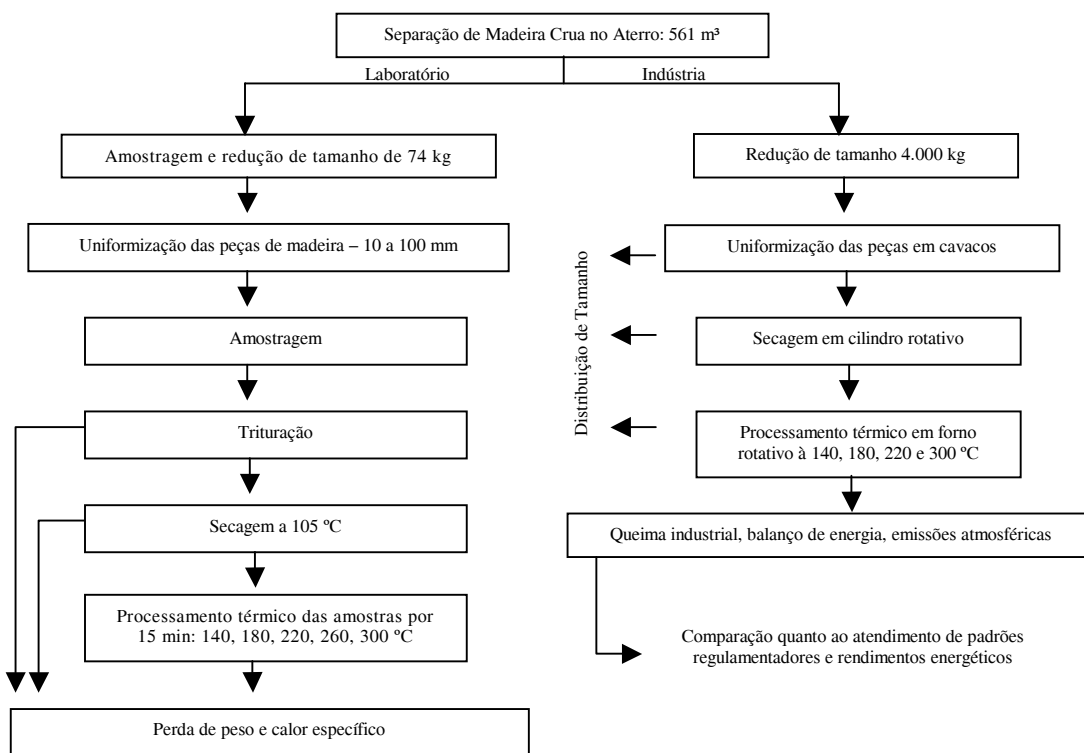 Separação de Madeira Crua no Aterro: 561 m³
Laboratório
Indústria
Amostragem e redução de tamanho de 74 kg
Redução de tamanho 4.000 kg
Uniformização das peças de madeira – 10 a 100 mm
Uniformização das peças em cavacos
Distribuição de Tamanho
Amostragem
Secagem em cilindro rotativo
Trituração
Processamento térmico em forno
rotativo à 140, 180, 220 e 300 ºC
Secagem a 105 ºC
Queima industrial, balanço de energia, emissões atmosféricas
Processamento térmico das amostras por
15 min: 140, 180, 220, 260, 300 ºC
Comparação quanto ao atendimento de padrões
regulamentadores e rendimentos energéticos
Perda de peso e calor específico